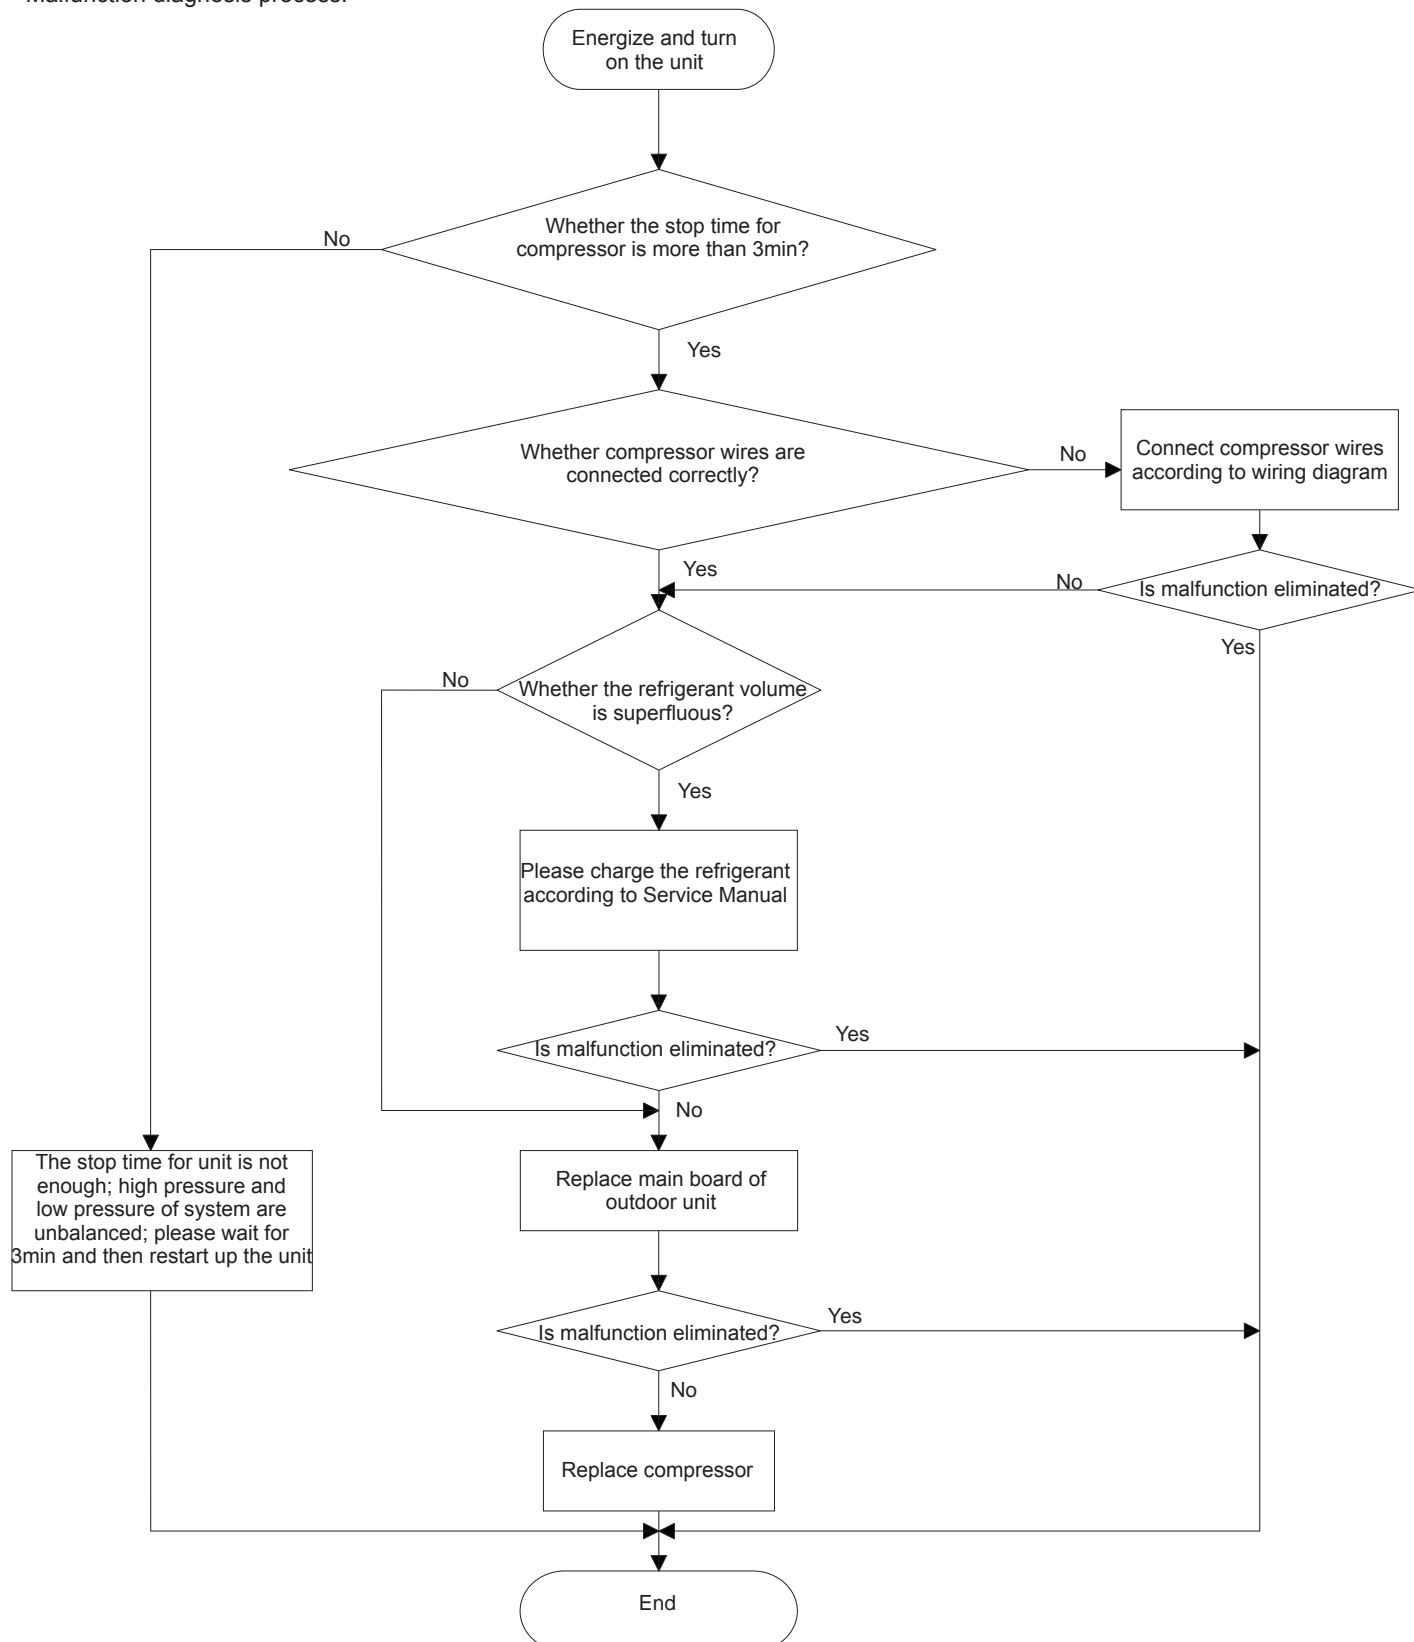 Malfunction diagnosis process:
Energize and turn
on the unit
Whether the stop time for
compressor is more than 3min?
No
Yes
Whether compressor wires are
connected correctly?
No
Connect compressor wires
according to wiring diagram
Yes
No
Is malfunction eliminated?
Yes
No
Whether the refrigerant volume
is superfluous?
Yes
Please charge the refrigerant
according to Service Manual
Is malfunction eliminated?
Yes
No
The stop time for unit is not
enough; high pressure and
low pressure of system are
unbalanced; please wait for
3min and then restart up the unit
Replace main board of
outdoor unit
Is malfunction eliminated?
Yes
No
Replace compressor
End